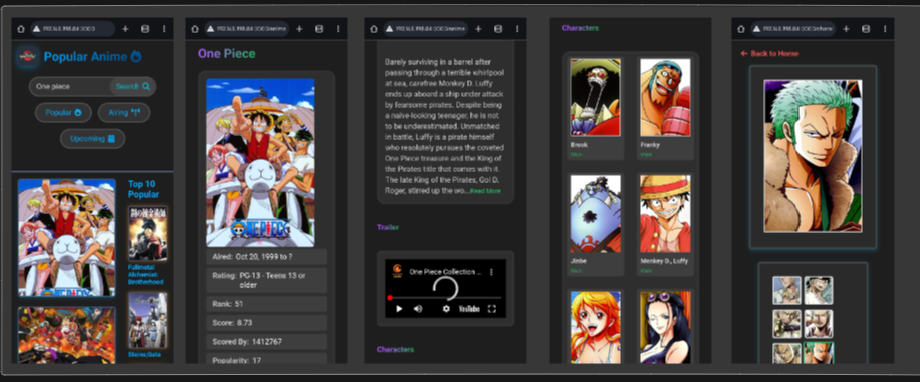 Popular Anime
One piece
Search
Popular
Airing
Upcoming
Top 10
Popular
Fullmetal
Alchemist:
Brotherhood
Steins;Gate
One Piece
ONE PIECE
Aired: Oct 20, 1999 to ?
Rating: PG-13 - Teens 13 or
older
Rank: 51
Score: 8.73
Scored By: 1412767
Popularity: 17
Barely surviving in a barrel after
passing through a terrible whirlpool
at sea, carefree Monkey D. Luffy
ends up aboard a ship under attack
by fearsome pirates. Despite being
a naive-looking teenager, he is not
to be underestimated. Unmatched
in battle, Luffy is a pirate himself
who resolutely pursues the coveted
One Piece treasure and the King of
the Pirates title that comes with it.
The late King of the Pirates, Gol D.
Roger, stirred up the wo...Read More
Trailer
One Piece Collection ...
YouTube
Characters
Characters
Brook
Main
Franky
Main
Jinbe
Main
Monkey D., Luffy
Main
Back to Home